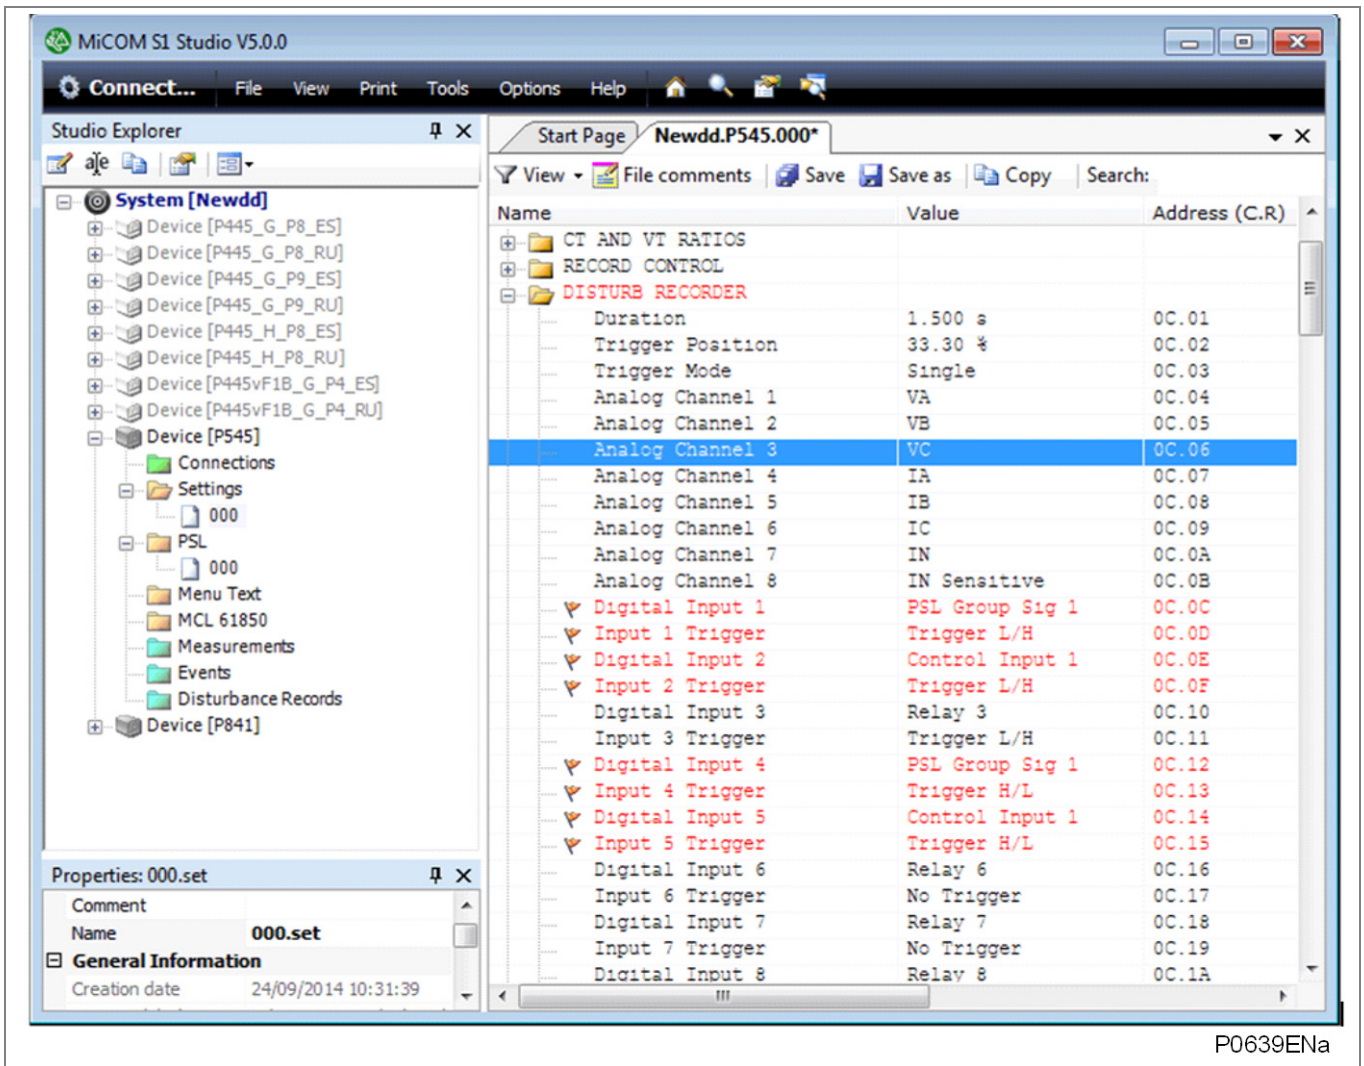 MiCOM S1 Studio V5.0.0
Connect... File View Print Tools Options Help
Studio Explorer
System [Newdd]
Device [P445_G_P8_ES]
Device [P445_G_P8_RU]
Device [P445_G_P9_ES]
Device [P445_G_P9_RU]
Device [P445_H_P8_ES]
Device [P445_H_P8_RU]
Device [P445vF1B_G_P4_ES]
Device [P445vF1B_G_P4_RU]
Device [P545]
Connections
Settings
000
PSL
000
Menu Text
MCL 61850
Measurements
Events
Disturbance Records
Device [P841]
Properties: 000.set
Comment
Name 000.set
General Information
Creation date 24/09/2014 10:31:39
Start Page Newdd.P545.000*
View File comments Save Save as Copy Search:
Name Value Address (C.R)
CT AND VT RATIOS
RECORD CONTROL
DISTURB RECORDER
Duration 1.500 s 0C.01
Trigger Position 33.30 % 0C.02
Trigger Mode Single 0C.03
Analog Channel 1 VA 0C.04
Analog Channel 2 VB 0C.05
Analog Channel 3 VC 0C.06
Analog Channel 4 IA 0C.07
Analog Channel 5 IB 0C.08
Analog Channel 6 IC 0C.09
Analog Channel 7 IN 0C.0A
Analog Channel 8 IN Sensitive 0C.0B
Digital Input 1 PSL Group Sig 1 0C.0C
Input 1 Trigger Trigger L/H 0C.0D
Digital Input 2 Control Input 1 0C.0E
Input 2 Trigger Trigger L/H 0C.0F
Digital Input 3 Relay 3 0C.10
Input 3 Trigger Trigger L/H 0C.11
Digital Input 4 PSL Group Sig 1 0C.12
Input 4 Trigger Trigger H/L 0C.13
Digital Input 5 Control Input 1 0C.14
Input 5 Trigger Trigger H/L 0C.15
Digital Input 6 Relay 6 0C.16
Input 6 Trigger No Trigger 0C.17
Digital Input 7 Relay 7 0C.18
Input 7 Trigger No Trigger 0C.19
Digital Input 8 Relay 8 0C.1A
P0639ENa